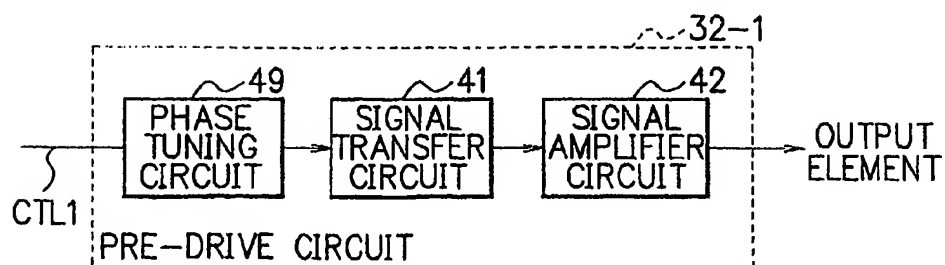 32-1
49
41
42
PHASE
TUNING
CIRCUIT
SIGNAL
TRANSFER
CIRCUIT
SIGNAL
AMPLIFIER
CIRCUIT
OUTPUT
ELEMENT
CTL1
PRE-DRIVE CIRCUIT